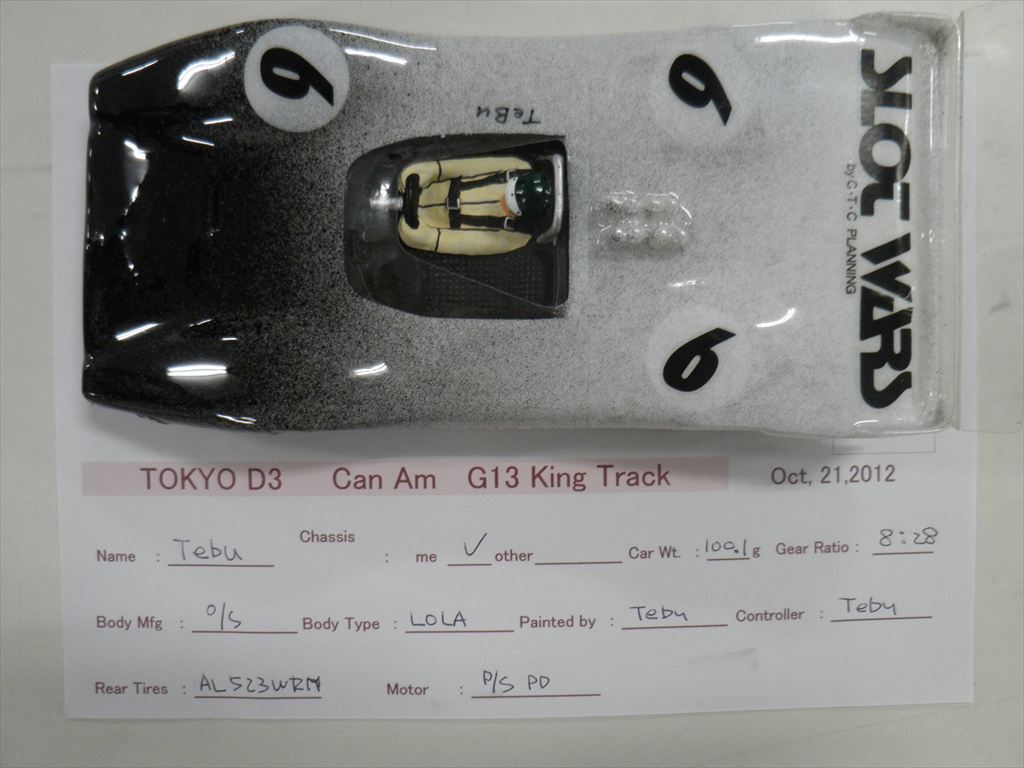 6
6
6
TeBu
SLOT WARS
by C·T·C PLANNING
TOKYO D3 Can Am G13 King Track Oct, 21,2012
Name : Tebu Chassis : me ✓ other Car Wt. : 100.1 g Gear Ratio : 8:28
Body Mfg : O/S Body Type : LOLA Painted by : Tebu Controller : Tebu
Rear Tires : AL523WRM Motor : P/S PD